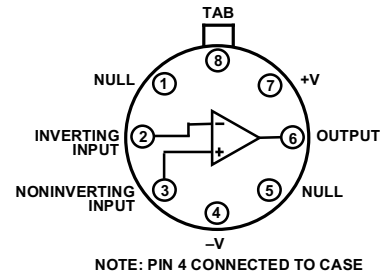 TAB
8
NULL 1 7 +V
INVERTING
INPUT 2 − 6 OUTPUT
+
NONINVERTING
INPUT 3 5 NULL
4
–V
NOTE: PIN 4 CONNECTED TO CASE